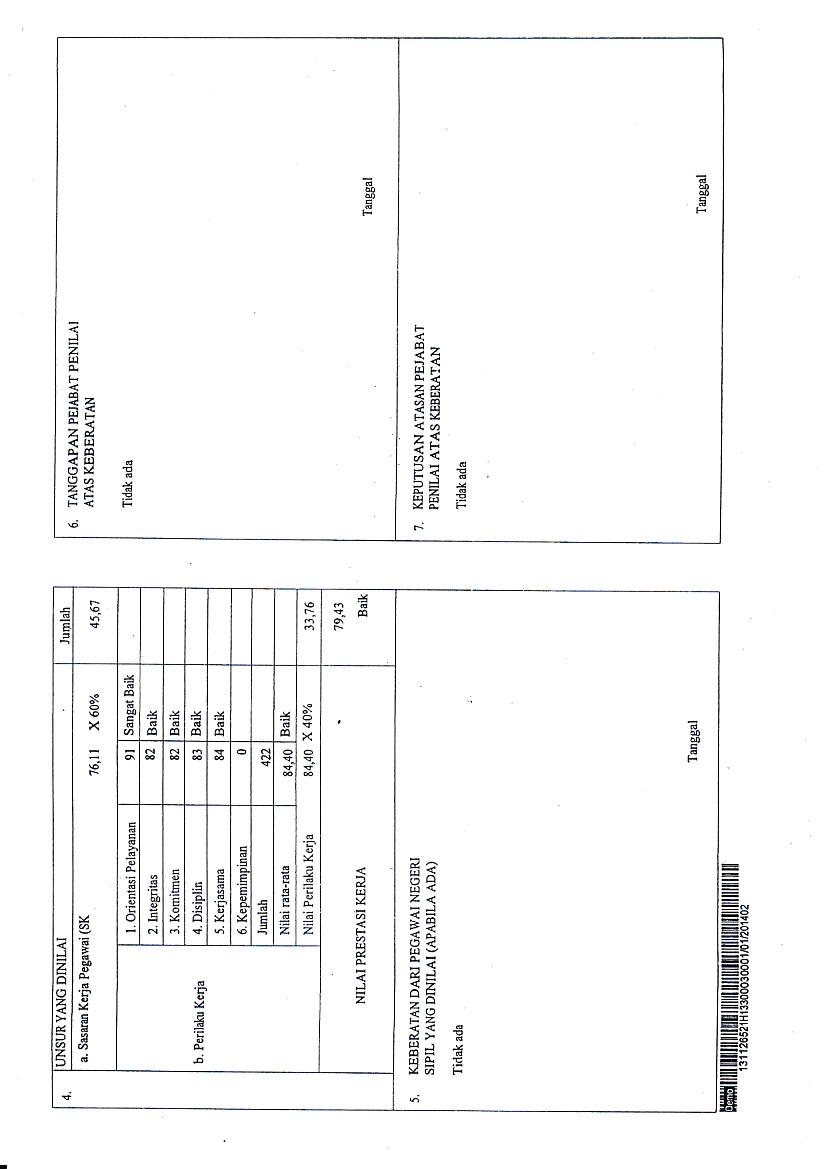 4. UNSUR YANG DINILAI Jumlah
a. Sasaran Kerja Pegawai (SK 76,11 X 60% 45,67
b. Perilaku Kerja
1. Orientasi Pelayanan 91 Sangat Baik
2. Integritas 82 Baik
3. Komitmen 82 Baik
4. Disiplin 83 Baik
5. Kerjasama 84 Baik
6. Kepemimpinan 0
Jumlah 422
Nilai rata-rata 84,40 Baik
Nilai Perilaku Kerja 84,40 X 40% 33,76
NILAI PRESTASI KERJA 79,43
Baik
5. KEBERATAN DARI PEGAWAI NEGERI
SIPIL YANG DINILAI (APABILA ADA)
Tidak ada
Tanggal
131126521H13300030001/01/201402
6. TANGGAPAN PEJABAT PENILAI
ATAS KEBERATAN
Tidak ada
Tanggal
7. KEPUTUSAN ATASAN PEJABAT
PENILAI ATAS KEBERATAN
Tidak ada
Tanggal